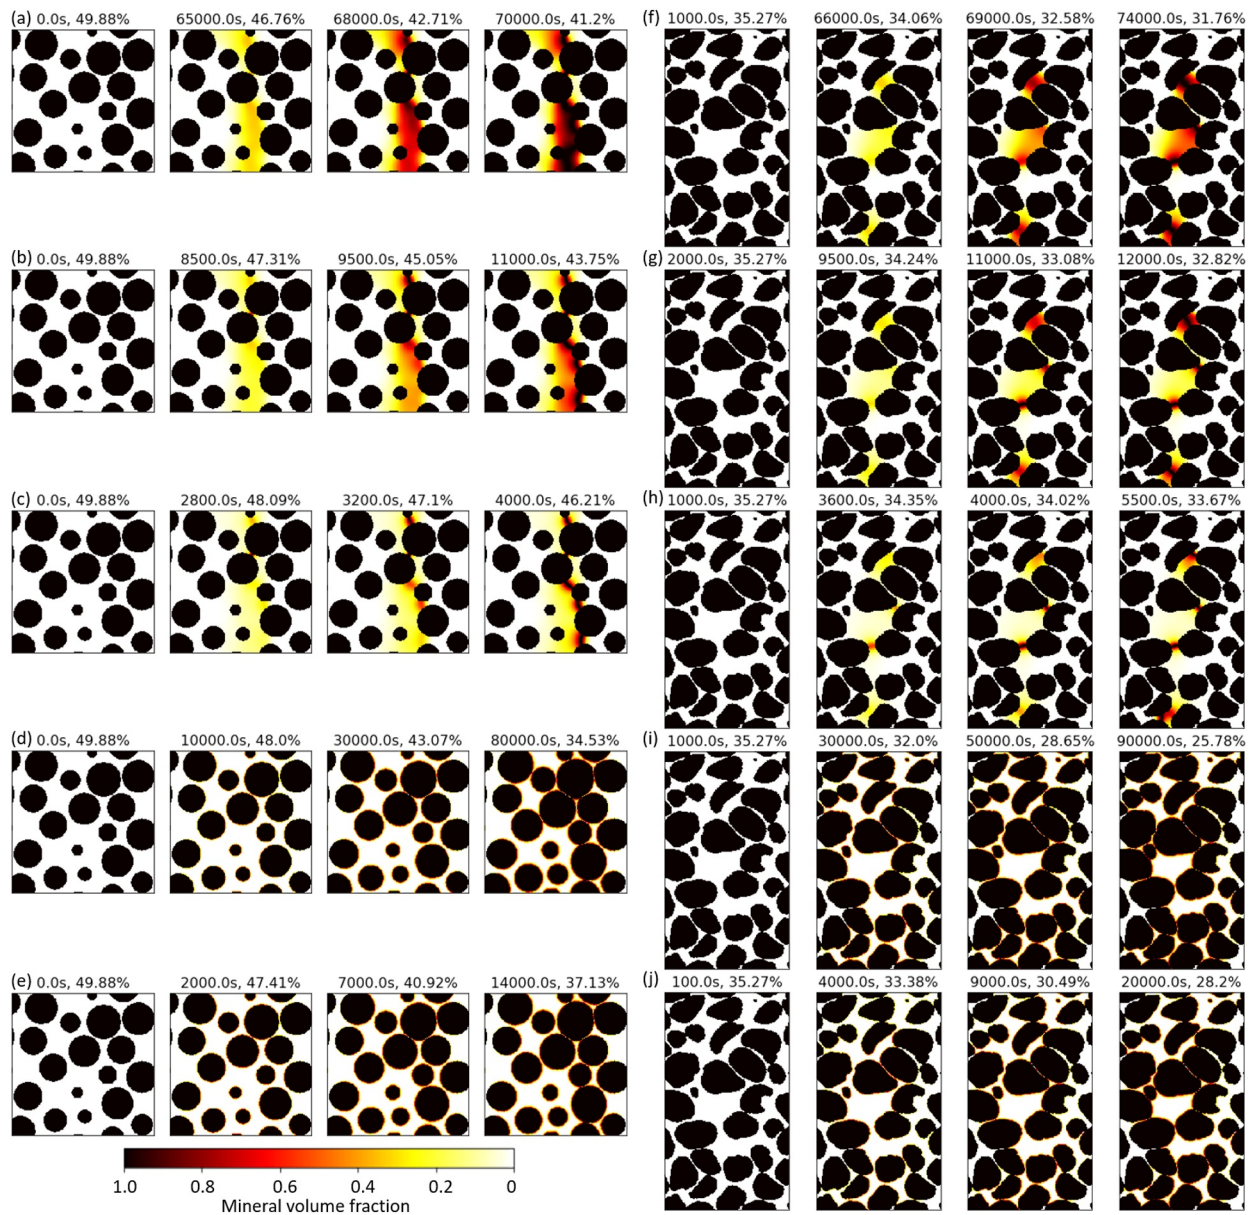 (a) 0.0s, 49.88% 65000.0s, 46.76% 68000.0s, 42.71% 70000.0s, 41.2%
(f) 1000.0s, 35.27% 66000.0s, 34.06% 69000.0s, 32.58% 74000.0s, 31.76%
(b) 0.0s, 49.88% 8500.0s, 47.31% 9500.0s, 45.05% 11000.0s, 43.75%
(g) 2000.0s, 35.27% 9500.0s, 34.24% 11000.0s, 33.08% 12000.0s, 32.82%
(c) 0.0s, 49.88% 2800.0s, 48.09% 3200.0s, 47.1% 4000.0s, 46.21%
(h) 1000.0s, 35.27% 3600.0s, 34.35% 4000.0s, 34.02% 5500.0s, 33.67%
(d) 0.0s, 49.88% 10000.0s, 48.0% 30000.0s, 43.07% 80000.0s, 34.53%
(i) 1000.0s, 35.27% 30000.0s, 32.0% 50000.0s, 28.65% 90000.0s, 25.78%
(e) 0.0s, 49.88% 2000.0s, 47.41% 7000.0s, 40.92% 14000.0s, 37.13%
(j) 100.0s, 35.27% 4000.0s, 33.38% 9000.0s, 30.49% 20000.0s, 28.2%
1.0 0.8 0.6 0.4 0.2 0
Mineral volume fraction